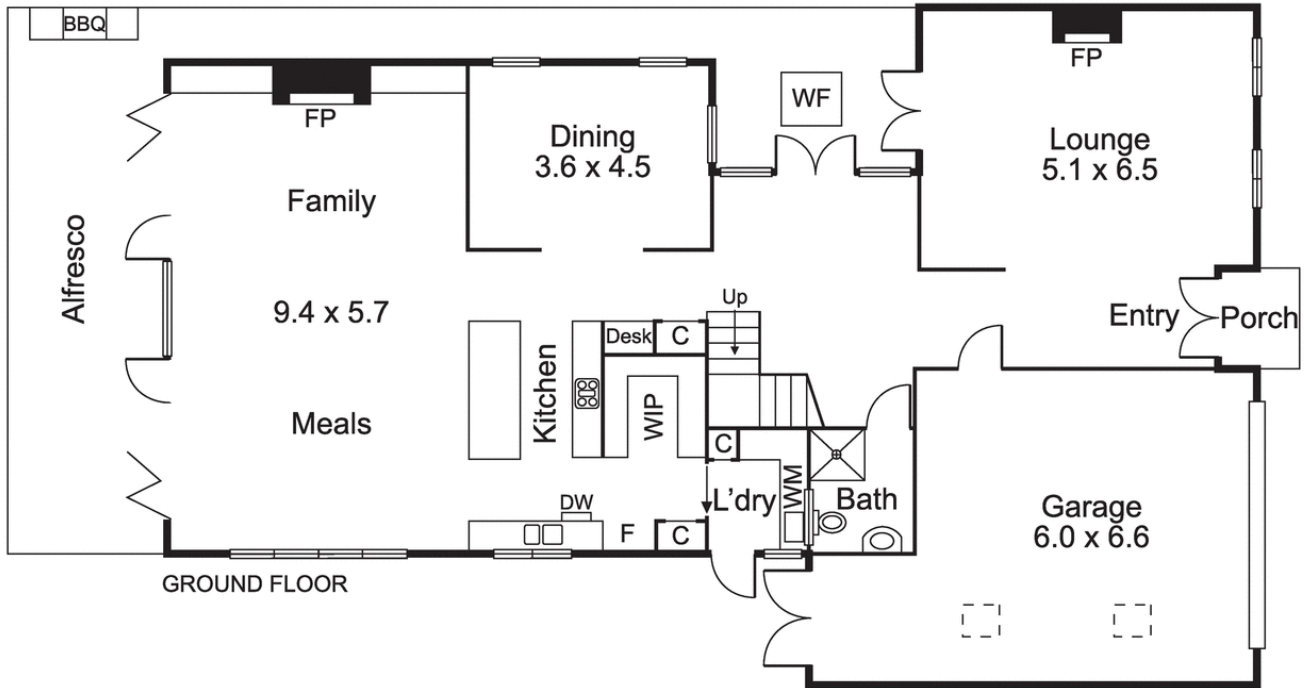 BBQ
FP
FP
WF
Dining
3.6 x 4.5
Lounge
5.1 x 6.5
Family
Alfresco
9.4 x 5.7
Up
Entry
Porch
Desk
C
Kitchen
WIP
Meals
C
WM
L'dry
Bath
DW
F
C
Garage
6.0 x 6.6
GROUND FLOOR